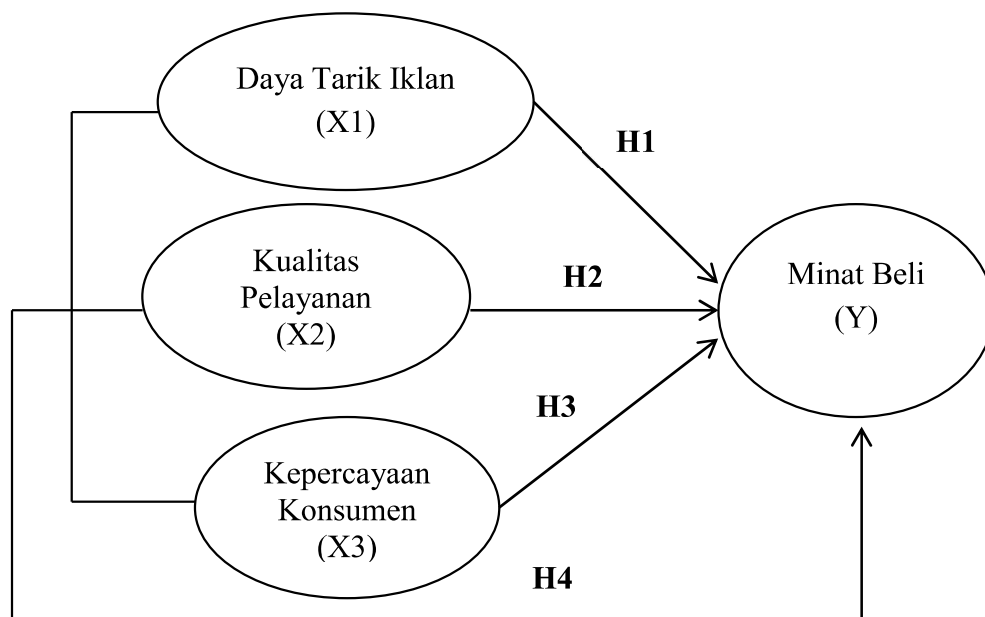 Daya Tarik Iklan
(X1)
H1
Kualitas
Pelayanan
(X2)
H2
Minat Beli
(Y)
H3
Kepercayaan
Konsumen
(X3)
H4